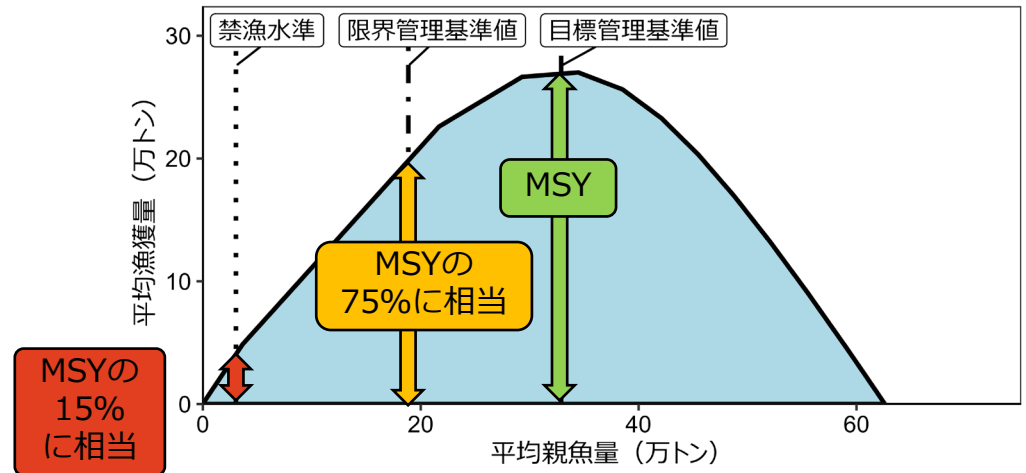 禁漁水準
限界管理基準値
目標管理基準値
30
20
10
0
平均漁獲量（万トン）
MSY
MSYの
75%に相当
MSYの
15%
に相当
0
20
40
60
平均親魚量（万トン）